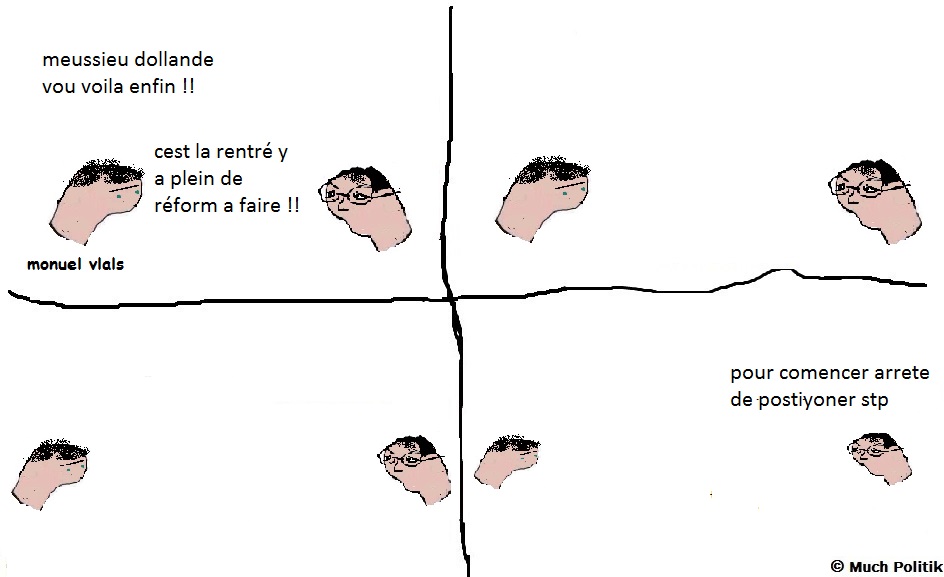 meussieu dollande
vou voila enfin !!
cest la rentré y
a plein de
réform a faire !!
monuel vlals
pour comencer arrete
de postiyoner stp
© Much Politik